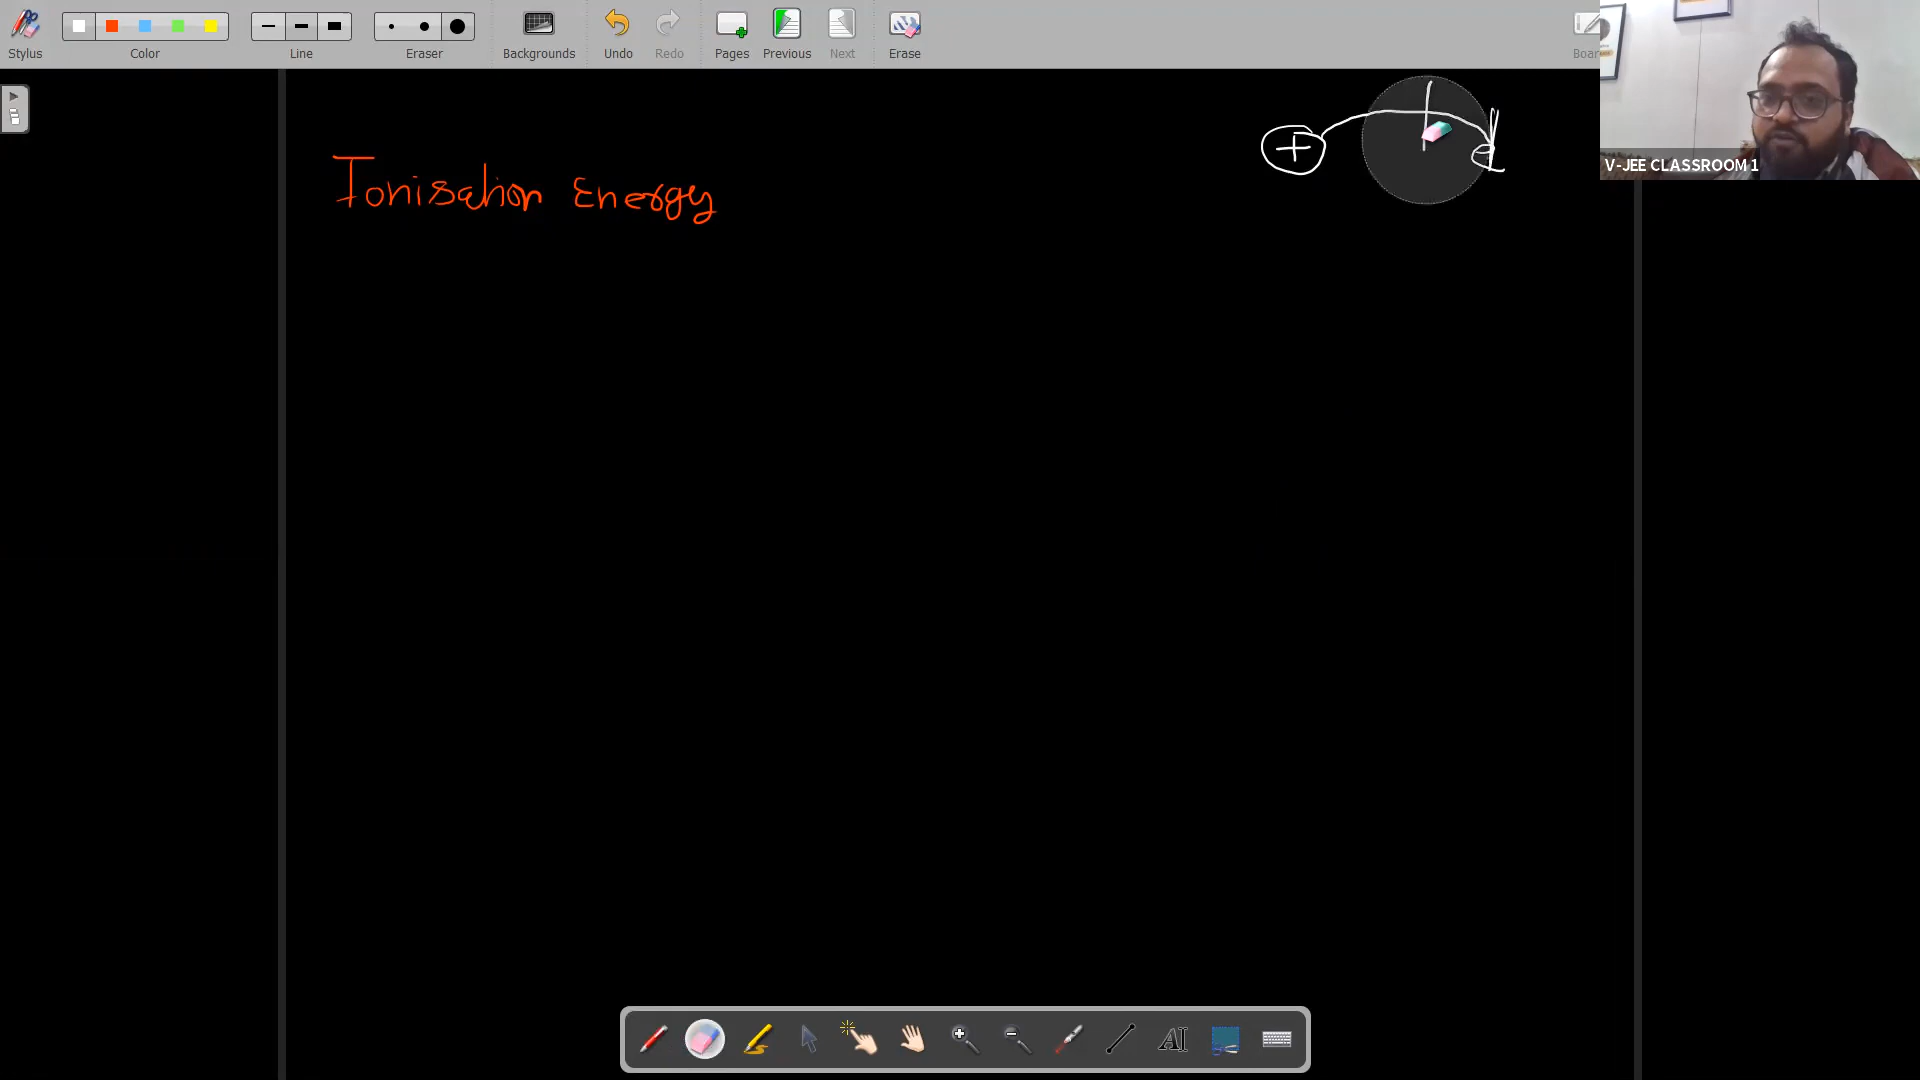 Stylus
Color
Line
Eraser
Backgrounds
Undo
Redo
Pages
Previous
Next
Erase
V-JEE CLASSROOM 1
+
Ionisation Energy